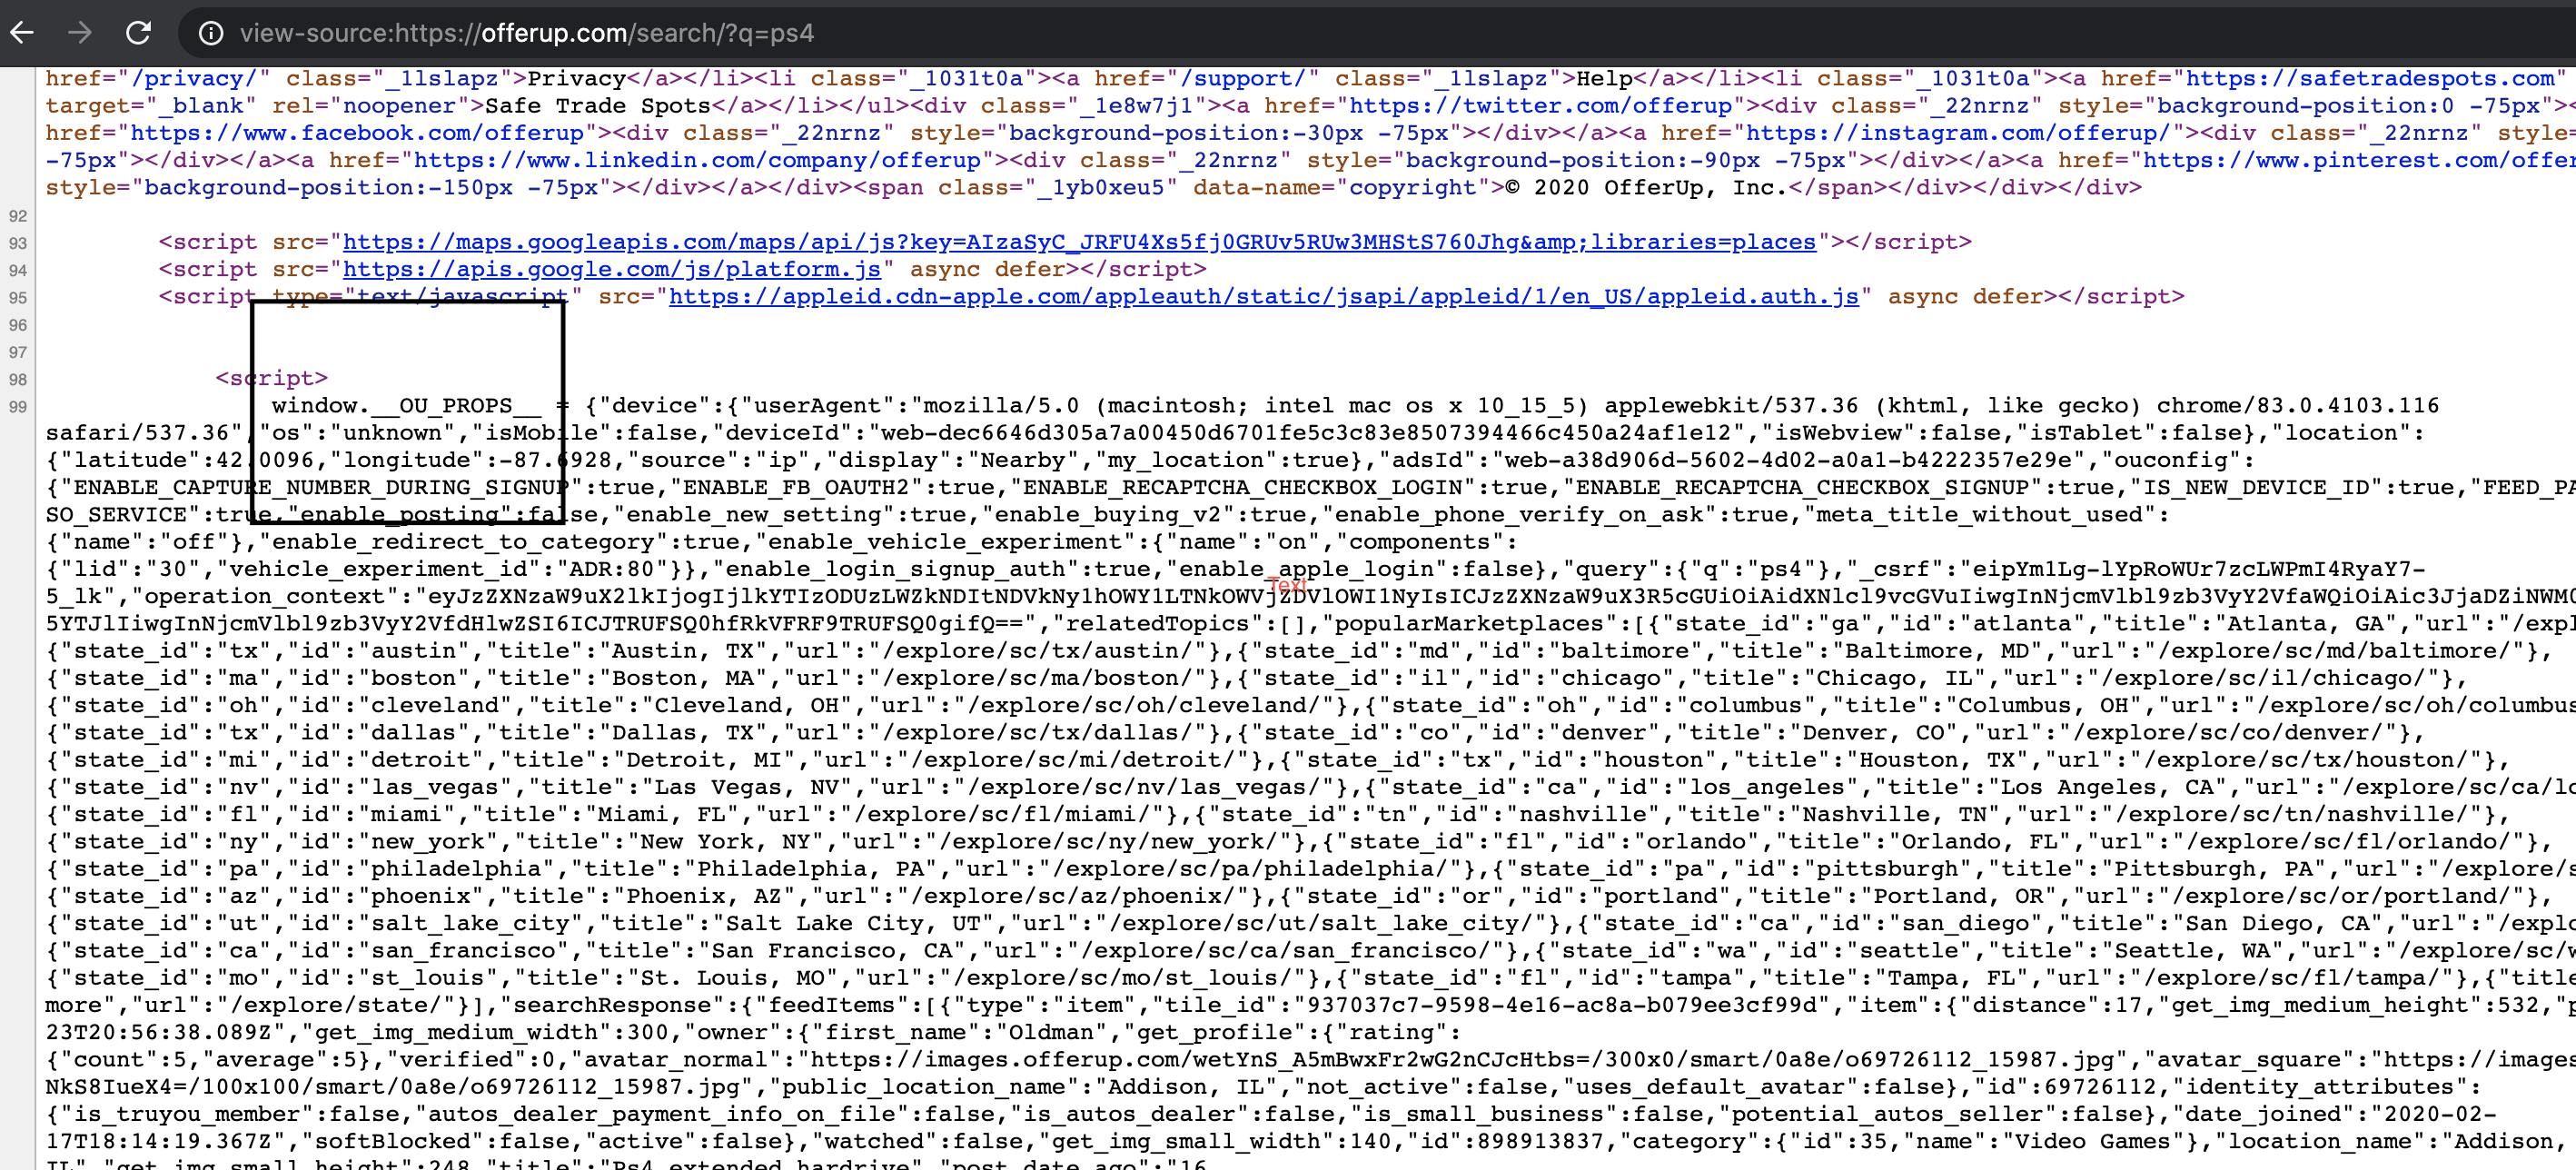 view-source:https://offerup.com/search/?q=ps4
href="/privacy/" class="_1lslapz">Privacy</a></li><li class="_1031t0a"><a href="/support/" class="_1lslapz">Help</a></li><li class="_1031t0a"><a href="https://safetradespots.com"
target="_blank" rel="noopener">Safe Trade Spots</a></li></ul><div class="_1e8w7j1"><a href="https://twitter.com/offerup"><div class="_22nrnz" style="background-position:0 -75px"><
href="https://www.facebook.com/offerup"><div class="_22nrnz" style="background-position:-30px -75px"></div></a><a href="https://instagram.com/offerup/"><div class="_22nrnz" style=
-75px"></div></a><a href="https://www.linkedin.com/company/offerup"><div class="_22nrnz" style="background-position:-90px -75px"></div></a><a href="https://www.pinterest.com/offer
style="background-position:-150px -75px"></div></a></div><span class="_1yb0xeu5" data-name="copyright">© 2020 OfferUp, Inc.</span></div></div></div>
92
93 <script src="https://maps.googleapis.com/maps/api/js?key=AIzaSyC_JRFU4Xs5fj0GRUv5RUw3MHStS760Jhg&amp;libraries=places"></script>
94 <script src="https://apis.google.com/js/platform.js" async defer></script>
95 <script type="text/javascript" src="https://appleid.cdn-apple.com/appleauth/static/jsapi/appleid/1/en_US/appleid.auth.js" async defer></script>
96
97
98 <script>
99 window.__OU_PROPS__ = {"device":{"userAgent":"mozilla/5.0 (macintosh; intel mac os x 10_15_5) applewebkit/537.36 (khtml, like gecko) chrome/83.0.4103.116
safari/537.36","os":"unknown","isMobile":false,"deviceId":"web-dec6646d305a7a00450d6701fe5c3c83e8507394466c450a24af1e12","isWebview":false,"isTablet":false},"location":
{"latitude":42.0096,"longitude":-87.6928,"source":"ip","display":"Nearby","my_location":true},"adsId":"web-a38d906d-5602-4d02-a0a1-b4222357e29e","ouconfig":
{"ENABLE_CAPTURE_NUMBER_DURING_SIGNUP":true,"ENABLE_FB_OAUTH2":true,"ENABLE_RECAPTCHA_CHECKBOX_LOGIN":true,"ENABLE_RECAPTCHA_CHECKBOX_SIGNUP":true,"IS_NEW_DEVICE_ID":true,"FEED_PA
SO_SERVICE":true,"enable_posting":false,"enable_new_setting":true,"enable_buying_v2":true,"enable_phone_verify_on_ask":true,"meta_title_without_used":
{"name":"off"},"enable_redirect_to_category":true,"enable_vehicle_experiment":{"name":"on","components":
{"lid":"30","vehicle_experiment_id":"ADR:80"}},"enable_login_signup_auth":true,"enable_apple_login":false},"query":{"q":"ps4"},"_csrf":"eipYm1Lg-lYpRoWUr7zcLWPmI4RyaY7-
Text
5_lk","operation_context":"eyJzZXNzaW9uX2lkIjogIjlkYTIzODUzLWZkNDItNDVkNy1hOWY1LTNkOWVjZDVlOWI1NyIsICJzZXNzaW9uX3R5cGUiOiAidXNlcl9vcGVuIiwgInNjcmVlbl9zb3VyY2VfaWQiOiAic3JjaDZiNWM0
5YTJlIiwgInNjcmVlbl9zb3VyY2VfdHlwZSI6ICJTRUFSQ0hfRkVFRF9TRUFSQ0gifQ==","relatedTopics":[],"popularMarketplaces":[{"state_id":"ga","id":"atlanta","title":"Atlanta, GA","url":"/expl
{"state_id":"tx","id":"austin","title":"Austin, TX","url":"/explore/sc/tx/austin/"},{"state_id":"md","id":"baltimore","title":"Baltimore, MD","url":"/explore/sc/md/baltimore/"},
{"state_id":"ma","id":"boston","title":"Boston, MA","url":"/explore/sc/ma/boston/"},{"state_id":"il","id":"chicago","title":"Chicago, IL","url":"/explore/sc/il/chicago/"},
{"state_id":"oh","id":"cleveland","title":"Cleveland, OH","url":"/explore/sc/oh/cleveland/"},{"state_id":"oh","id":"columbus","title":"Columbus, OH","url":"/explore/sc/oh/columbus
{"state_id":"tx","id":"dallas","title":"Dallas, TX","url":"/explore/sc/tx/dallas/"},{"state_id":"co","id":"denver","title":"Denver, CO","url":"/explore/sc/co/denver/"},
{"state_id":"mi","id":"detroit","title":"Detroit, MI","url":"/explore/sc/mi/detroit/"},{"state_id":"tx","id":"houston","title":"Houston, TX","url":"/explore/sc/tx/houston/"},
{"state_id":"nv","id":"las_vegas","title":"Las Vegas, NV","url":"/explore/sc/nv/las_vegas/"},{"state_id":"ca","id":"los_angeles","title":"Los Angeles, CA","url":"/explore/sc/ca/lo
{"state_id":"fl","id":"miami","title":"Miami, FL","url":"/explore/sc/fl/miami/"},{"state_id":"tn","id":"nashville","title":"Nashville, TN","url":"/explore/sc/tn/nashville/"},
{"state_id":"ny","id":"new_york","title":"New York, NY","url":"/explore/sc/ny/new_york/"},{"state_id":"fl","id":"orlando","title":"Orlando, FL","url":"/explore/sc/fl/orlando/"},
{"state_id":"pa","id":"philadelphia","title":"Philadelphia, PA","url":"/explore/sc/pa/philadelphia/"},{"state_id":"pa","id":"pittsburgh","title":"Pittsburgh, PA","url":"/explore/s
{"state_id":"az","id":"phoenix","title":"Phoenix, AZ","url":"/explore/sc/az/phoenix/"},{"state_id":"or","id":"portland","title":"Portland, OR","url":"/explore/sc/or/portland/"},
{"state_id":"ut","id":"salt_lake_city","title":"Salt Lake City, UT","url":"/explore/sc/ut/salt_lake_city/"},{"state_id":"ca","id":"san_diego","title":"San Diego, CA","url":"/explo
{"state_id":"ca","id":"san_francisco","title":"San Francisco, CA","url":"/explore/sc/ca/san_francisco/"},{"state_id":"wa","id":"seattle","title":"Seattle, WA","url":"/explore/sc/w
{"state_id":"mo","id":"st_louis","title":"St. Louis, MO","url":"/explore/sc/mo/st_louis/"},{"state_id":"fl","id":"tampa","title":"Tampa, FL","url":"/explore/sc/fl/tampa/"},{"title
more","url":"/explore/state/"}],"searchResponse":{"feedItems":[{"type":"item","tile_id":"937037c7-9598-4e16-ac8a-b079ee3cf99d","item":{"distance":17,"get_img_medium_height":532,"p
23T20:56:38.089Z","get_img_medium_width":300,"owner":{"first_name":"Oldman","get_profile":{"rating":
{"count":5,"average":5},"verified":0,"avatar_normal":"https://images.offerup.com/wetYnS_A5mBwxFr2wG2nCJcHtbs=/300x0/smart/0a8e/o69726112_15987.jpg","avatar_square":"https://images
NkS8IueX4=/100x100/smart/0a8e/o69726112_15987.jpg","public_location_name":"Addison, IL","not_active":false,"uses_default_avatar":false},"id":69726112,"identity_attributes":
{"is_truyou_member":false,"autos_dealer_payment_info_on_file":false,"is_autos_dealer":false,"is_small_business":false,"potential_autos_seller":false},"date_joined":"2020-02-
17T18:14:19.367Z","softBlocked":false,"active":false},"watched":false,"get_img_small_width":140,"id":898913837,"category":{"id":35,"name":"Video Games"},"location_name":"Addison,
IL","get_img_small_height":248,"title":"Ps4 extended hardrive","post_date_ago":"16